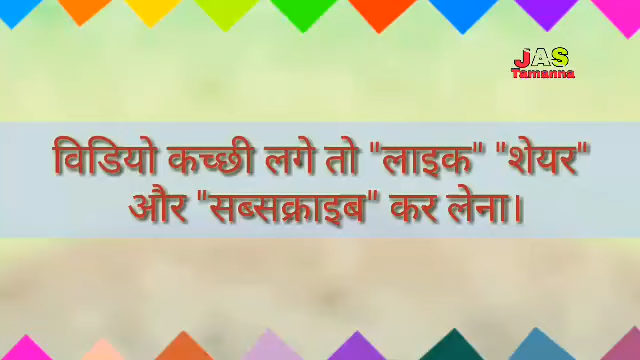 JAS
Tamanna
विडियो कच्छी लगे तो "लाइक" "शेयर"
और "सब्सक्राइब" कर लेना।